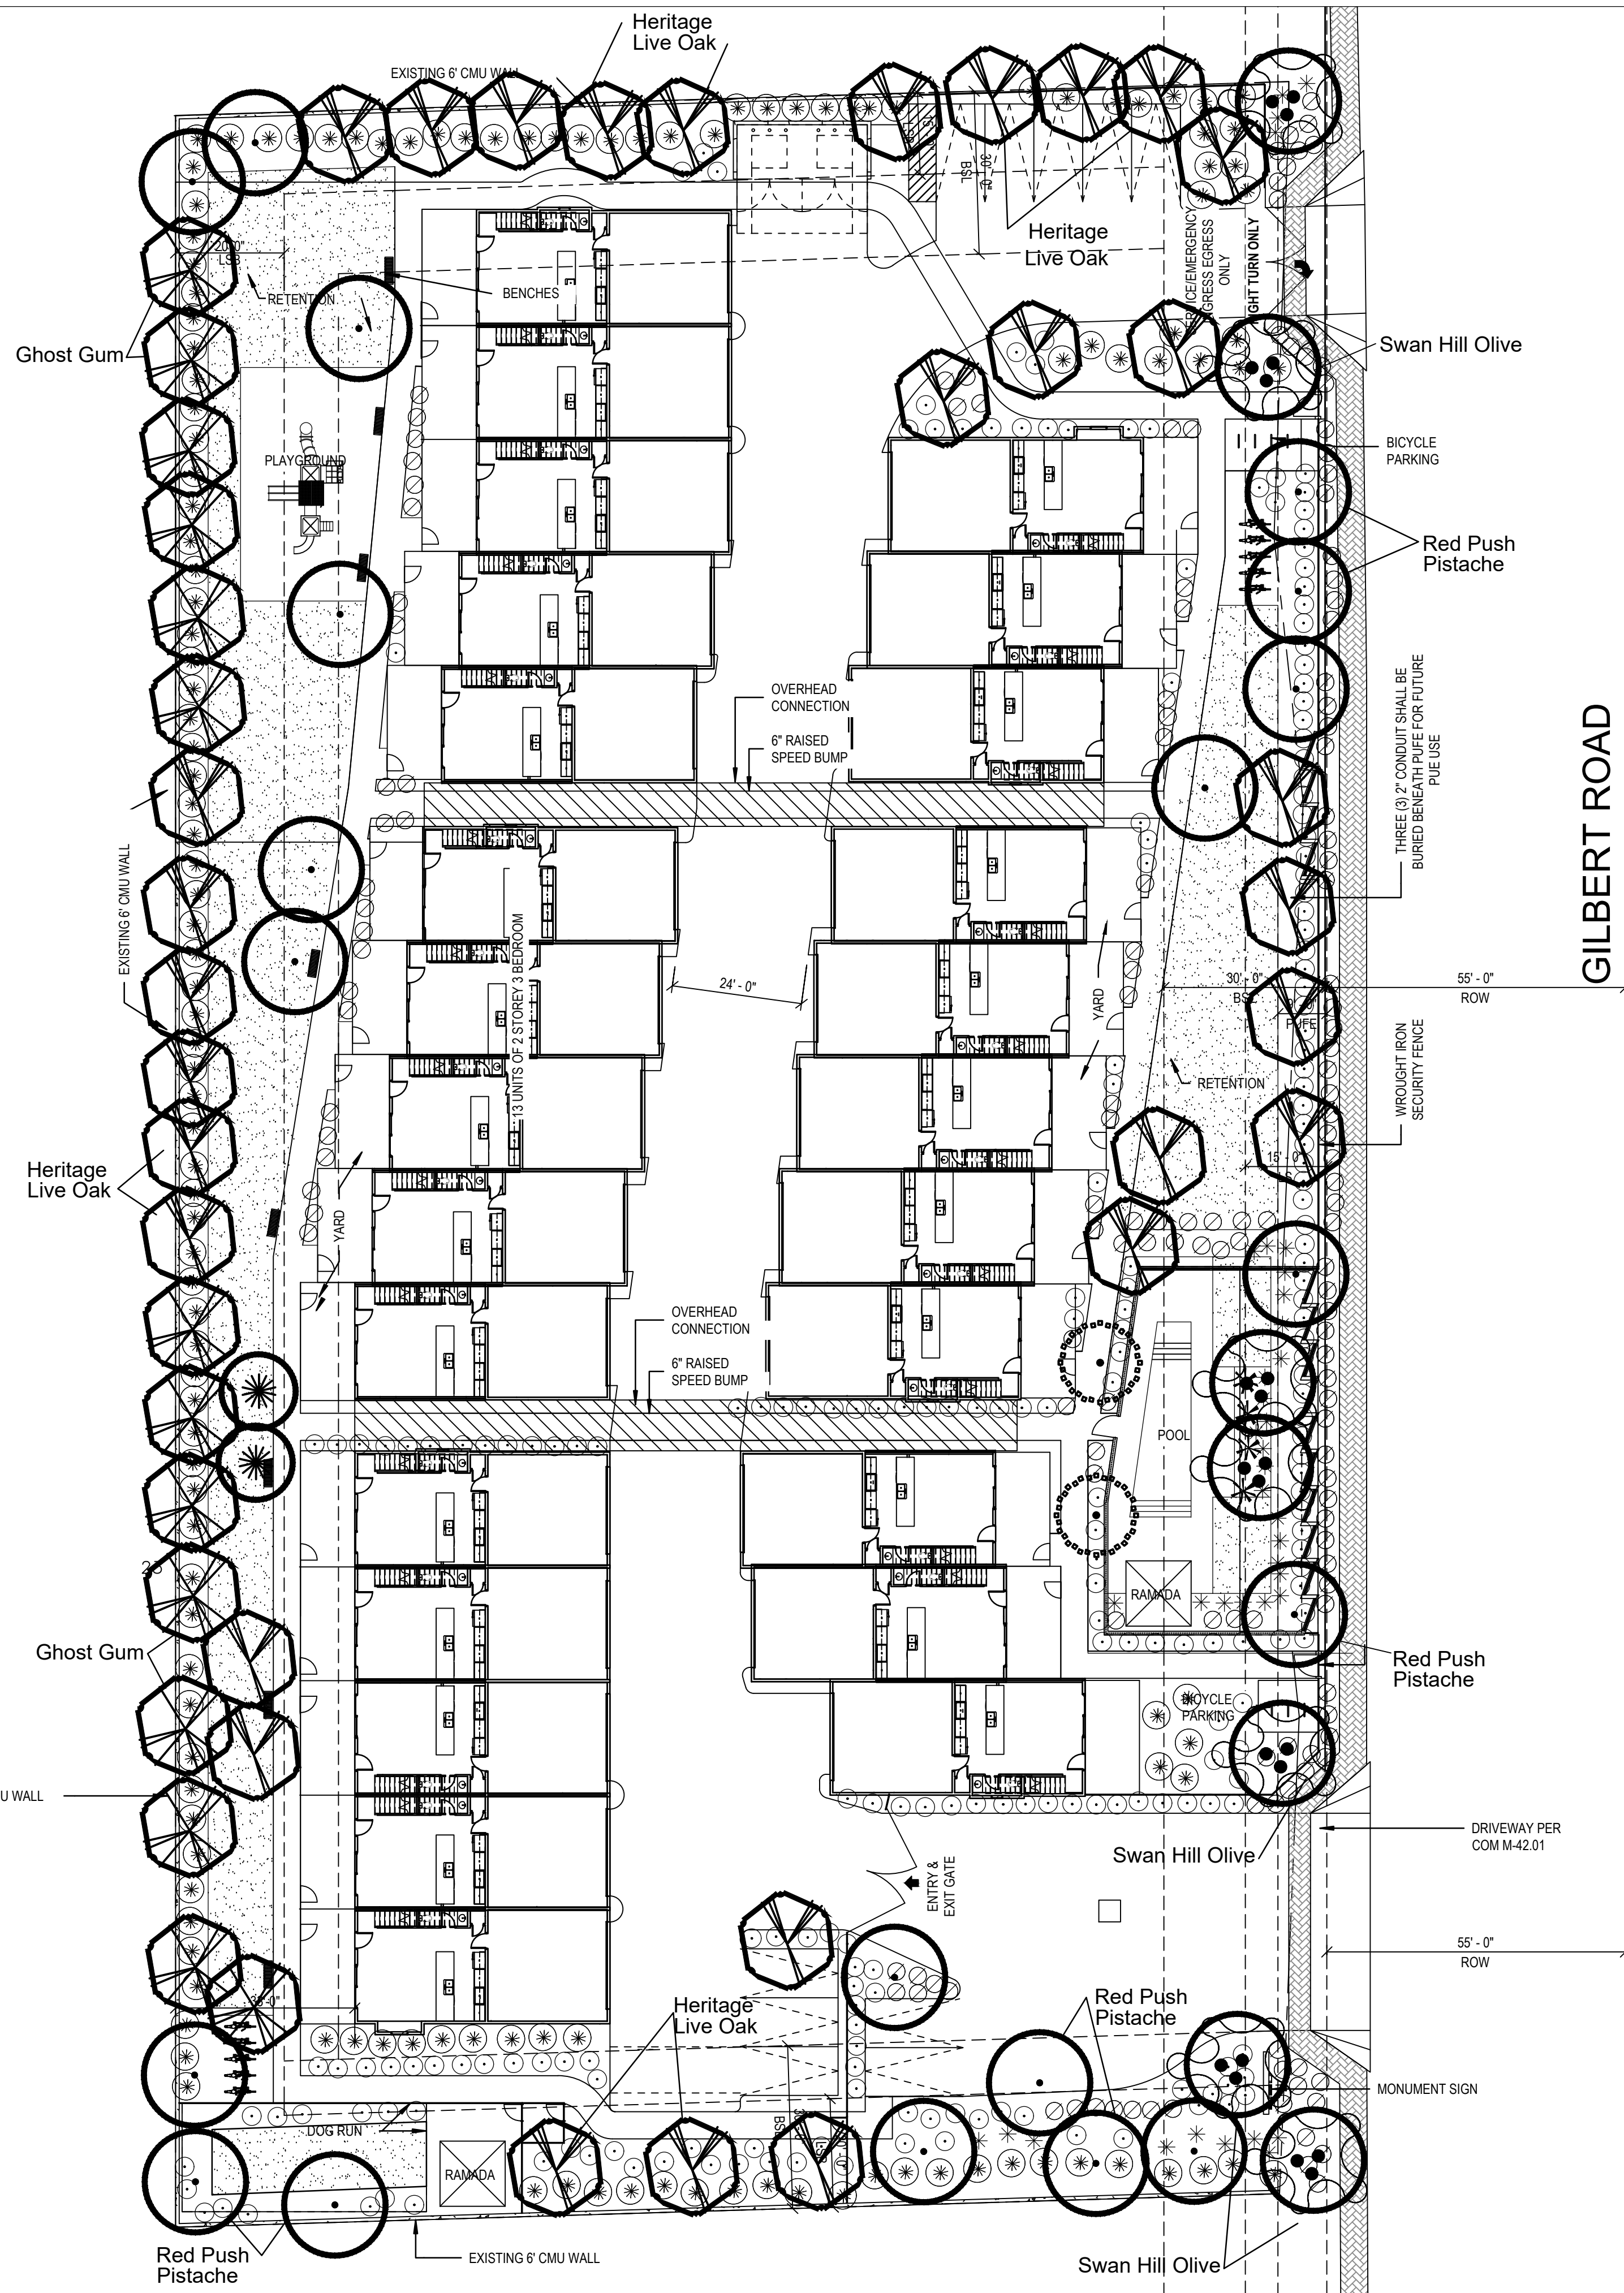 Heritage
Live Oak
EXISTING 6' CMU WALL
30' - 0"
BSL
Heritage
Live Oak
SERVICE/EMERGENCY
INGRESS EGRESS
ONLY
RIGHT TURN ONLY
20' - 0"
LSB
RETENTION
BENCHES
Ghost Gum
Swan Hill Olive
BICYCLE
PARKING
PLAYGROUND
Red Push
Pistache
OVERHEAD
CONNECTION
6" RAISED
SPEED BUMP
THREE (3) 2" CONDUIT SHALL BE
BURIED BENEATH PUFE FOR FUTURE
PUE USE
GILBERT ROAD
EXISTING 6' CMU WALL
13 UNITS OF 2 STOREY 3 BEDROOM
24' - 0"
YARD
30' - 0"
BSL
55' - 0"
ROW
PUFE
RETENTION
WROUGHT IRON
SECURITY FENCE
15' - 0"
Heritage
Live Oak
YARD
OVERHEAD
CONNECTION
6" RAISED
SPEED BUMP
POOL
RAMADA
Ghost Gum
Red Push
Pistache
BICYCLE
PARKING
U WALL
DRIVEWAY PER
COM M-42.01
Swan Hill Olive
ENTRY &
EXIT GATE
55' - 0"
ROW
Heritage
Live Oak
Red Push
Pistache
MONUMENT SIGN
DOG RUN
RAMADA
BSL
Red Push
Pistache
EXISTING 6' CMU WALL
Swan Hill Olive